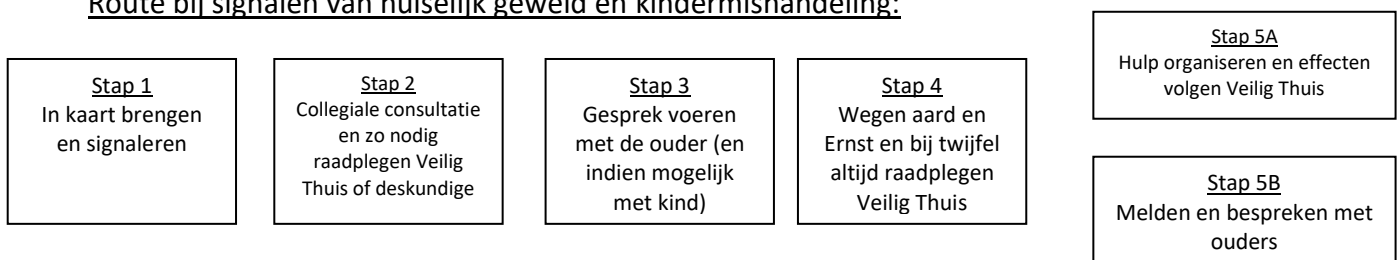 Route bij signalen van huiselijk geweld en kindermishandeling:
Stap 1
In kaart brengen
en signaleren
Stap 2
Collegiale consultatie
en zo nodig
raadplegen Veilig
Thuis of deskundige
Stap 3
Gesprek voeren
met de ouder (en
indien mogelijk
met kind)
Stap 4
Wegen aard en
Ernst en bij twijfel
altijd raadplegen
Veilig Thuis
Stap 5A
Hulp organiseren en effecten
volgen Veilig Thuis
Stap 5B
Melden en bespreken met
ouders